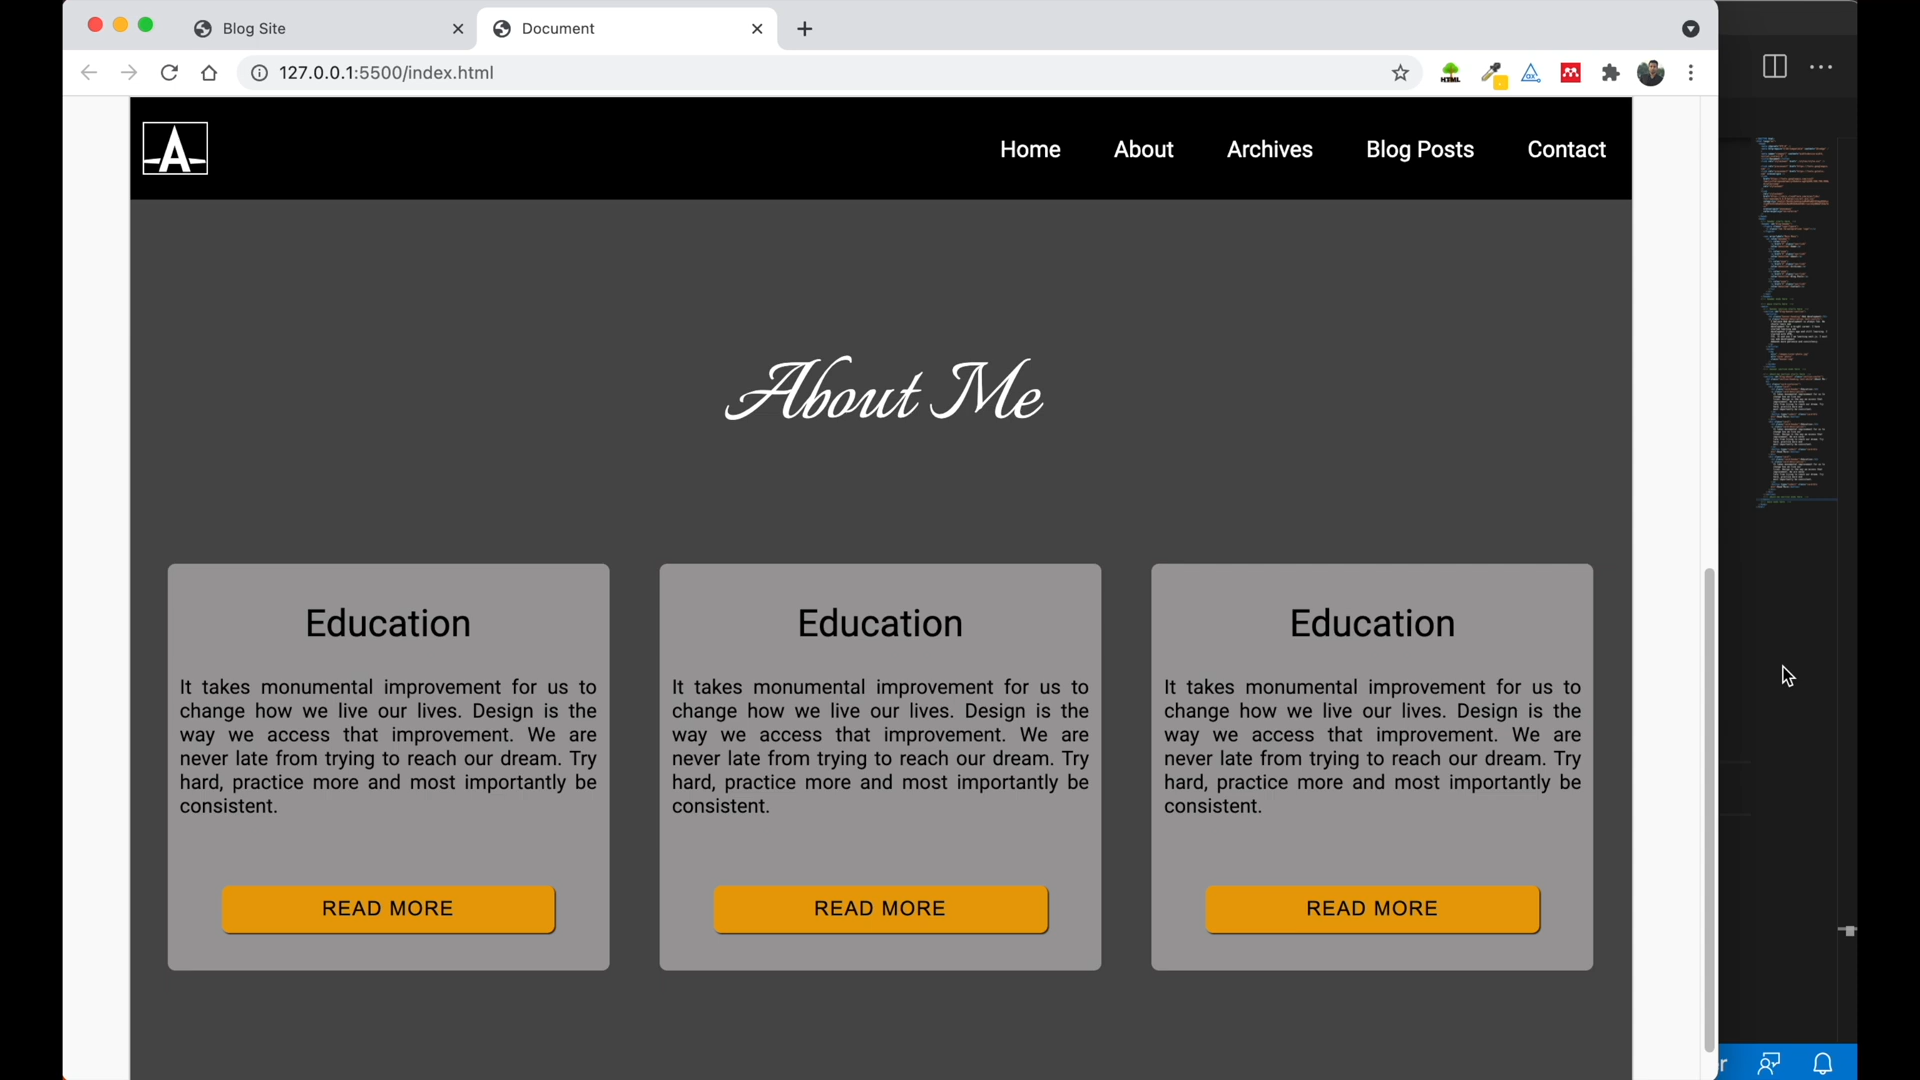 Blog Site
Document
127.0.0.1:5500/index.html
HTML
A
Home About Archives Blog Posts Contact
About Me
Education
It takes monumental improvement for us to
change how we live our lives. Design is the
way we access that improvement. We are
never late from trying to reach our dream. Try
hard, practice more and most importantly be
consistent.
READ MORE
Education
It takes monumental improvement for us to
change how we live our lives. Design is the
way we access that improvement. We are
never late from trying to reach our dream. Try
hard, practice more and most importantly be
consistent.
READ MORE
Education
It takes monumental improvement for us to
change how we live our lives. Design is the
way we access that improvement. We are
never late from trying to reach our dream. Try
hard, practice more and most importantly be
consistent.
READ MORE